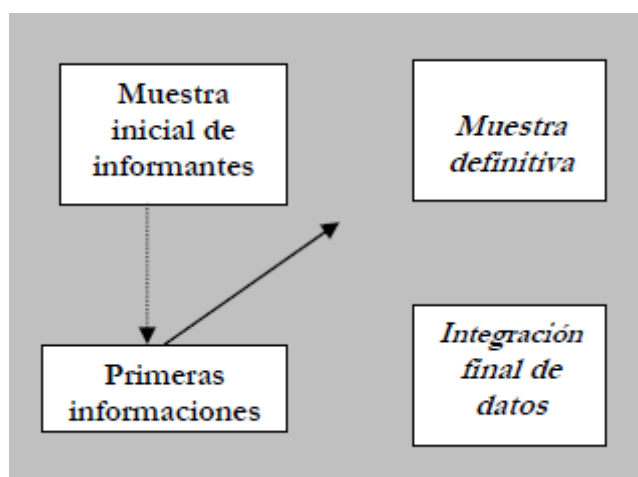 Muestra
inicial de
informantes
Muestra
definitiva
Primeras
informaciones
Integración
final de
datos